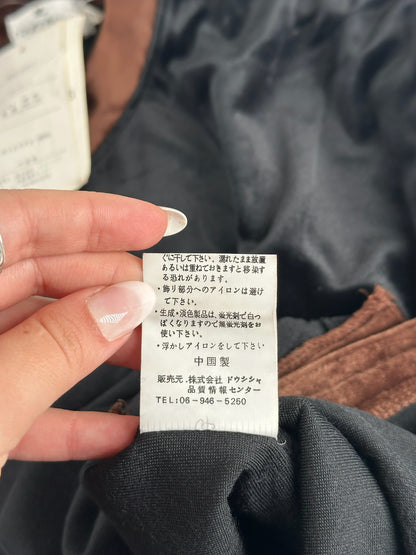 ぐに干して下さい、濡れたまま放置
あるいは重ねておきますと移染する
恐れがあります。
・飾り部分へのアイロンは避け
て下さい。
・生成・淡色製品は、蛍光剤で白っ
ぽくなりますので無蛍光剤をお
使い下さい。
・浮かしアイロンをして下さい
中国製
販売元．株式会社 ドウシシャ
品質情報センター
TEL:06-946-5260